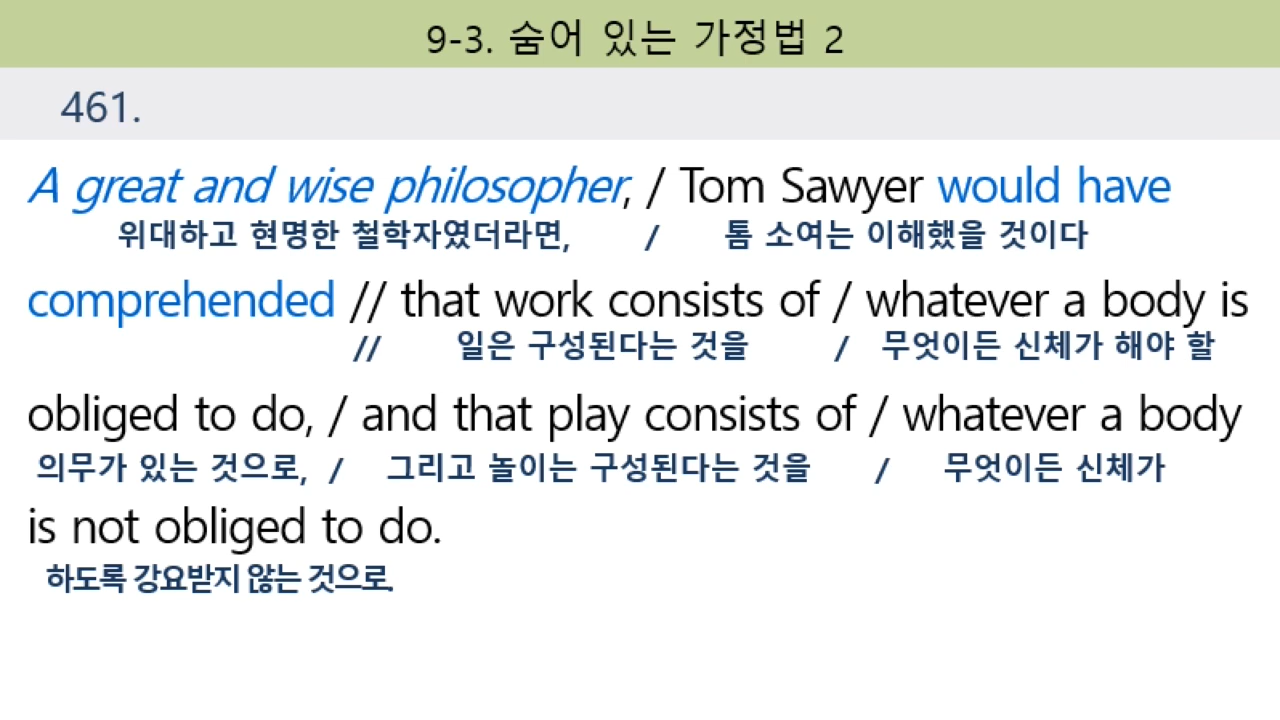 9-3. 숨어 있는 가정법 2
461.
A great and wise philosopher, / Tom Sawyer would have
위대하고 현명한 철학자였더라면, / 톰 소여는 이해했을 것이다
comprehended // that work consists of / whatever a body is
// 일은 구성된다는 것을 / 무엇이든 신체가 해야 할
obliged to do, / and that play consists of / whatever a body
의무가 있는 것으로, / 그리고 놀이는 구성된다는 것을 / 무엇이든 신체가
is not obliged to do.
하도록 강요받지 않는 것으로.